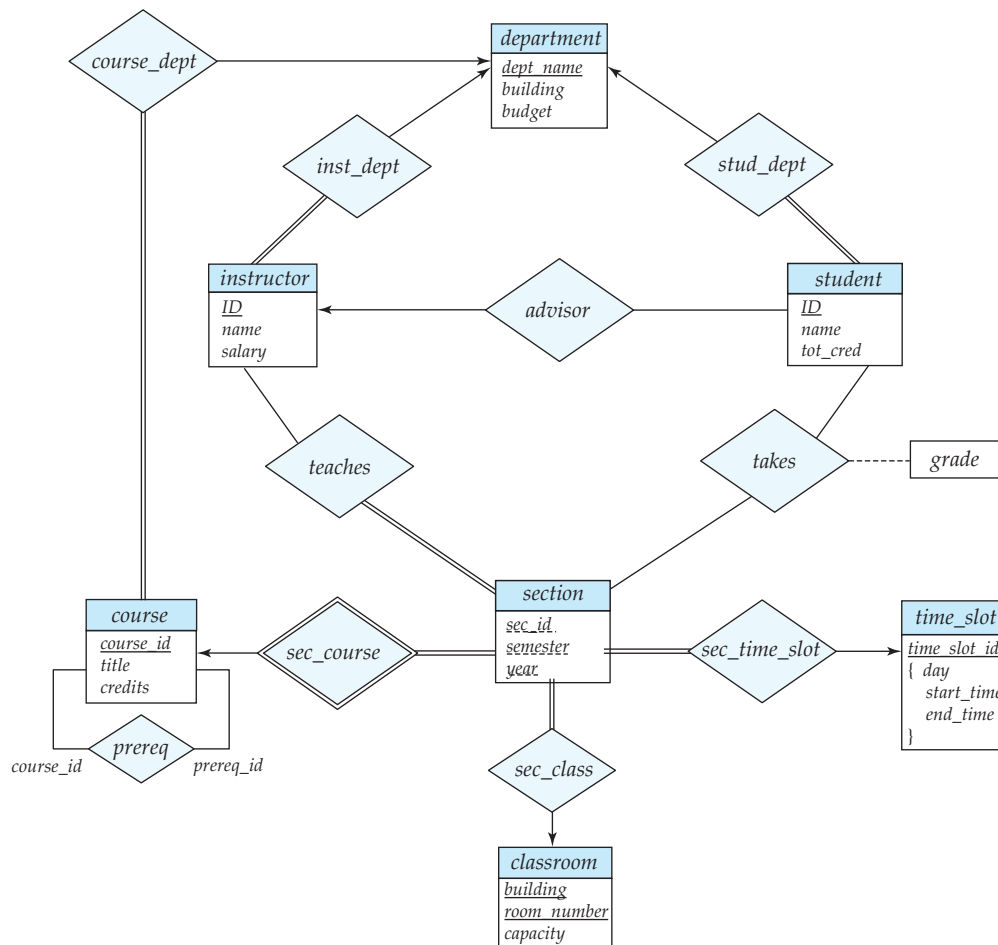 department
dept_name
building
budget
course_dept
inst_dept
stud_dept
instructor
ID
name
salary
advisor
student
ID
name
tot_cred
teaches
takes
grade
course
course_id
title
credits
sec_course
section
sec_id
semester
year
sec_time_slot
time_slot
time_slot_id
{ day
start_time
end_time
}
prereq
course_id
prereq_id
sec_class
classroom
building
room_number
capacity